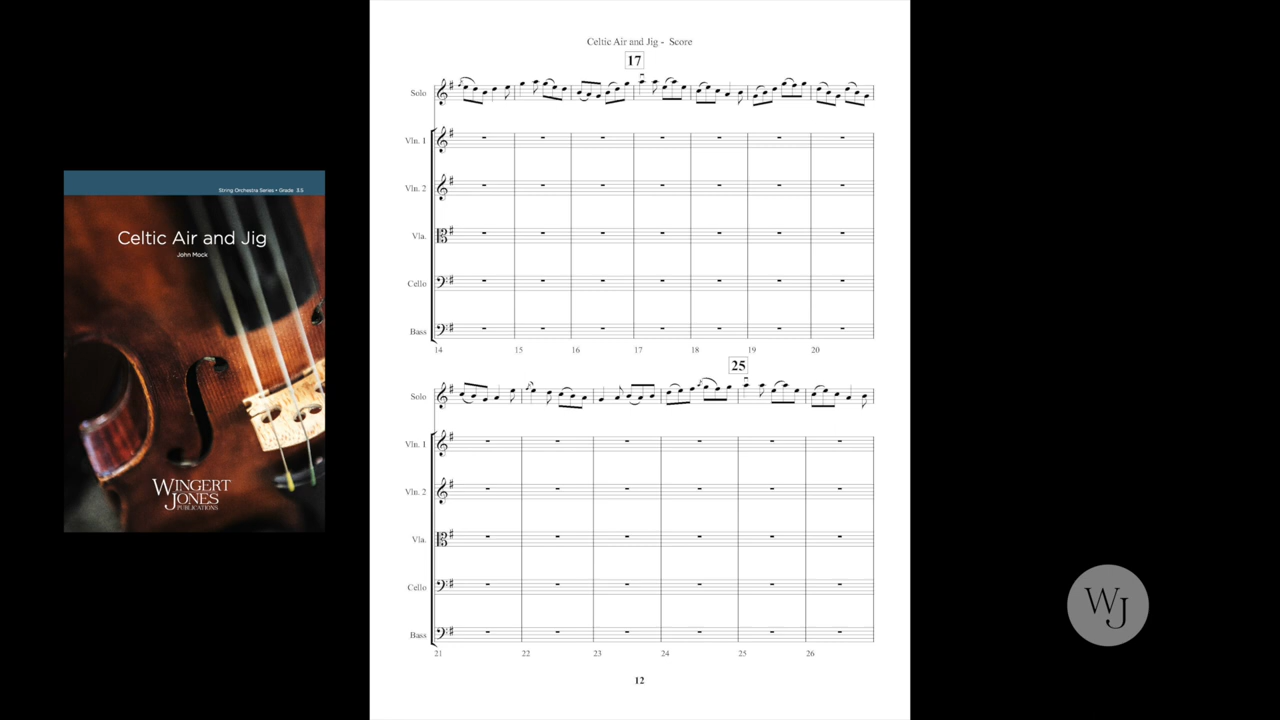 String Orchestra Series • Grade 3.5
Celtic Air and Jig
John Mock
WINGERT
JONES
PUBLICATIONS
Celtic Air and Jig - Score
17
Solo
Vln. 1
Vln. 2
Vla.
Cello
Bass
14 15 16 17 18 19 20
25
Solo
Vln. 1
Vln. 2
Vla.
Cello
Bass
21 22 23 24 25 26
12
WJ